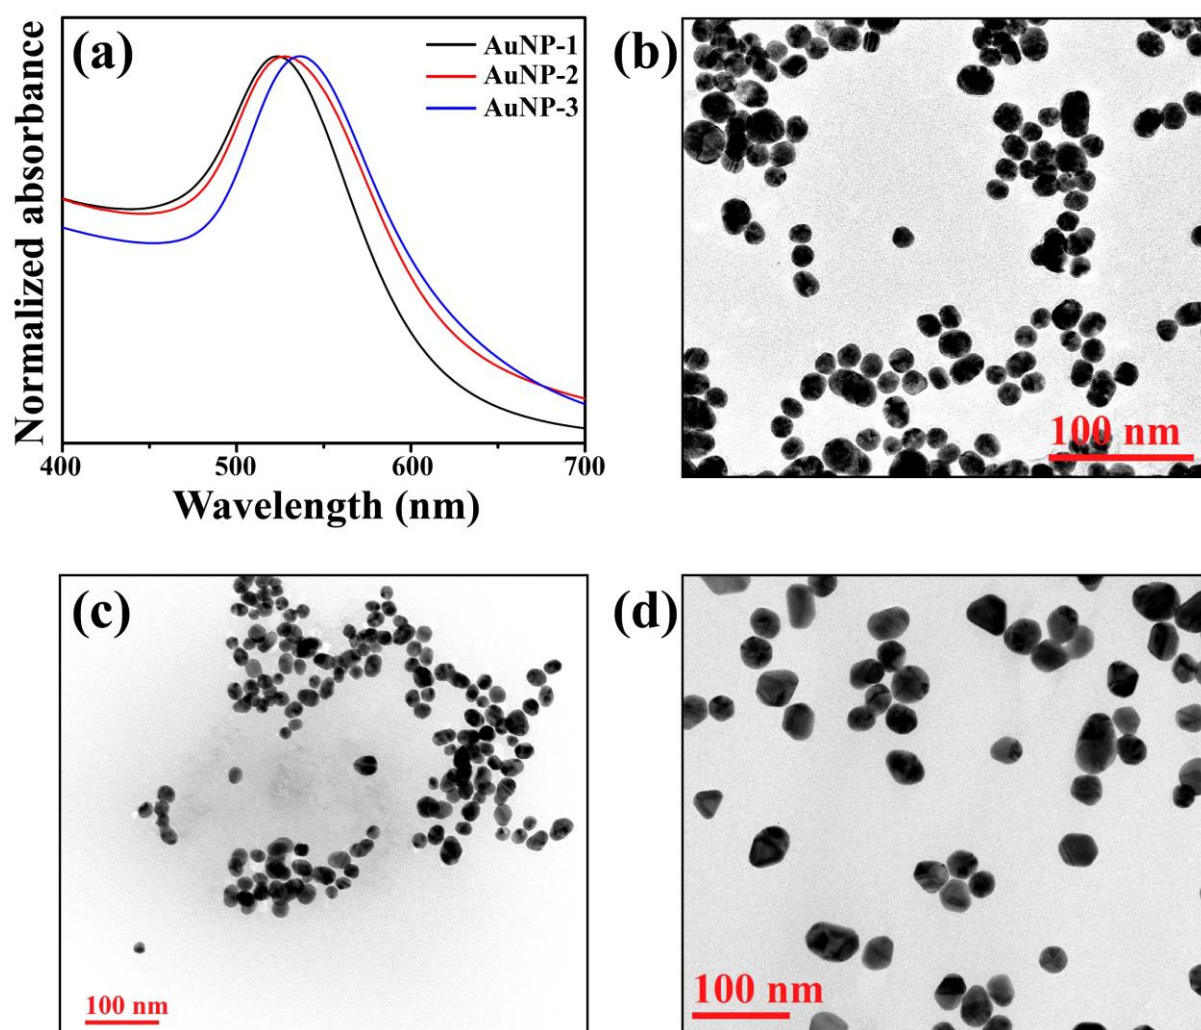 (a)
AuNP-1
AuNP-2
AuNP-3
Normalized absorbance
400 500 600 700
Wavelength (nm)
(b)
100 nm
(c)
100 nm
(d)
100 nm